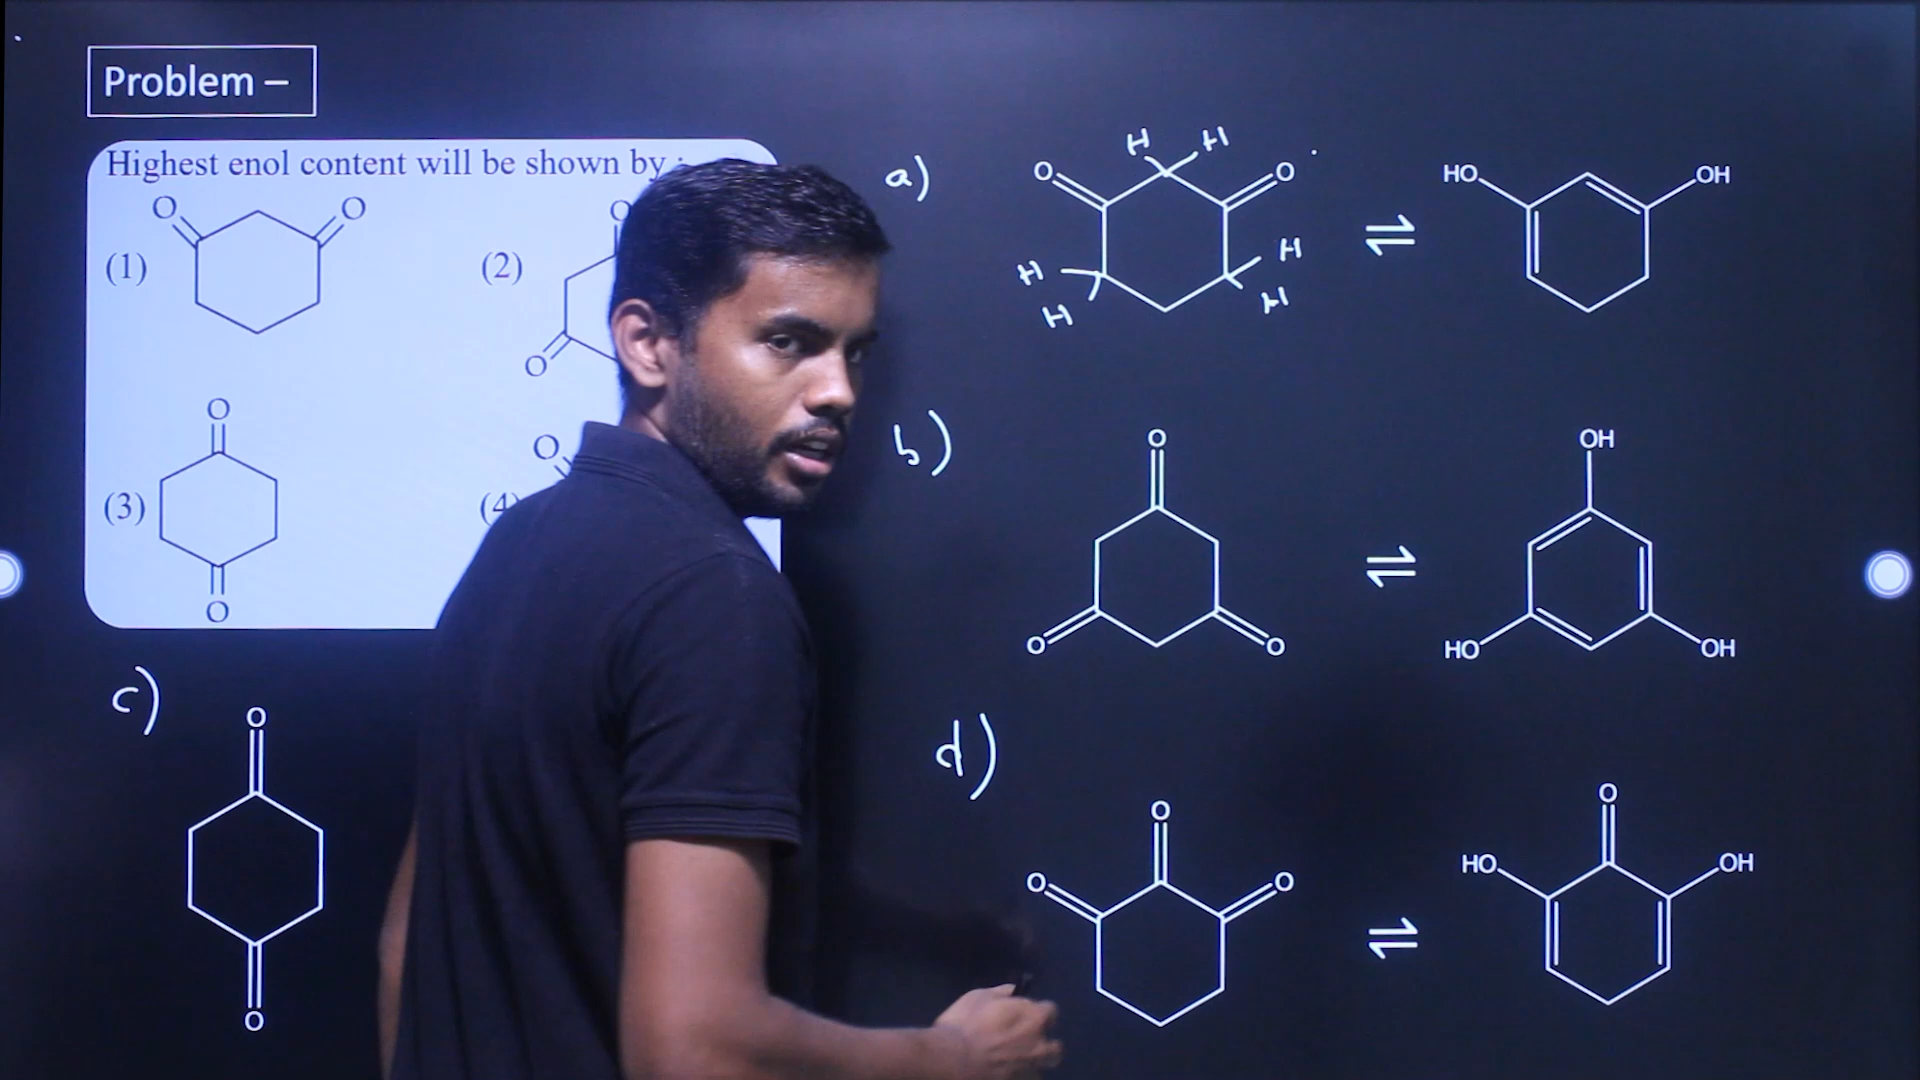 Problem –
Highest enol content will be shown by :
(1)
O
O
(2)
O
O
(3)
O
O
(4)
O
a)
O
H
H
O
H
H
H
H
HO
OH
⇌
b)
O
O
O
⇌
OH
HO
OH
c)
O
O
d)
O
O
O
⇌
O
HO
OH